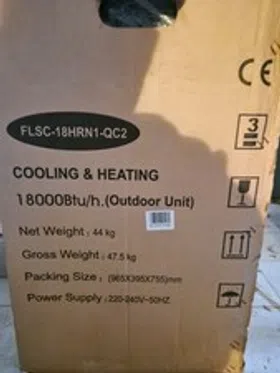 CE
FLSC-18HRN1-QC2
3
COOLING & HEATING
18000Btu/h.(Outdoor Unit)
Net Weight : 44 kg
Gross Weight : 47.5 kg
Packing Size : (965X395X755)mm
Power Supply : 220-240V~50HZ